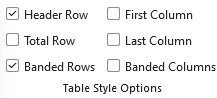 Header Row First Column
Total Row Last Column
Banded Rows Banded Columns
Table Style Options